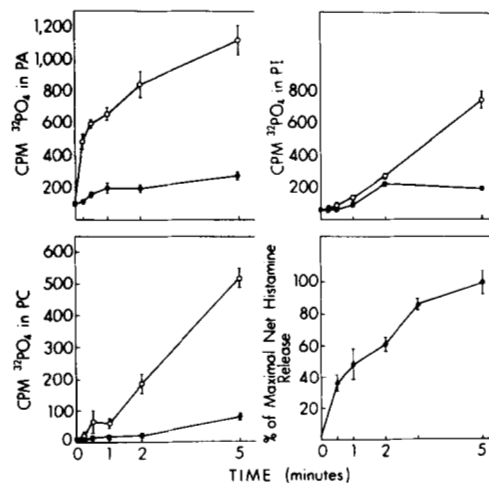 CPM ³²PO₄ in PA
1,200
1,000
800
600
400
200
CPM ³²PO₄ in PI
800
600
400
200
CPM ³²PO₄ in PC
600
500
400
300
200
100
0
0 1 2 5
% of Maximal Net Histamine
Release
100
80
60
40
20
0 1 2 5
TIME (minutes)